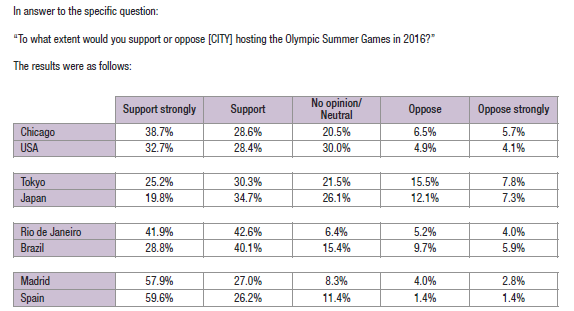 In answer to the specific question:
“To what extent would you support or oppose [CITY] hosting the Olympic Summer Games in 2016?”
The results were as follows:
Support strongly Support No opinion/ Neutral Oppose Oppose strongly
Chicago 38.7% 28.6% 20.5% 6.5% 5.7%
USA 32.7% 28.4% 30.0% 4.9% 4.1%
Tokyo 25.2% 30.3% 21.5% 15.5% 7.8%
Japan 19.8% 34.7% 26.1% 12.1% 7.3%
Rio de Janeiro 41.9% 42.6% 6.4% 5.2% 4.0%
Brazil 28.8% 40.1% 15.4% 9.7% 5.9%
Madrid 57.9% 27.0% 8.3% 4.0% 2.8%
Spain 59.6% 26.2% 11.4% 1.4% 1.4%